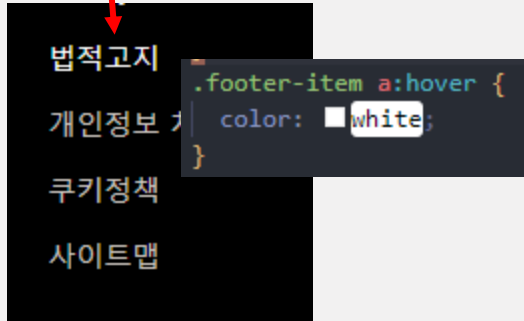 법적고지
.footer-item a:hover {
개인정보
color: white;
}
쿠키정책
사이트맵